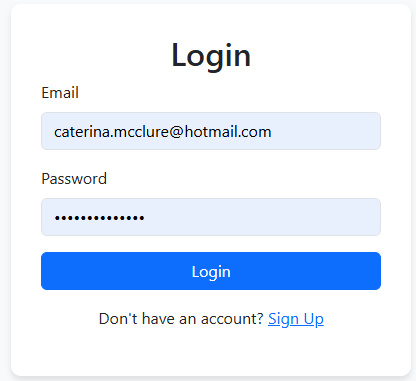 Login
Email
caterina.mcclure@hotmail.com
Password
••••••••••••••
Login
Don't have an account? Sign Up